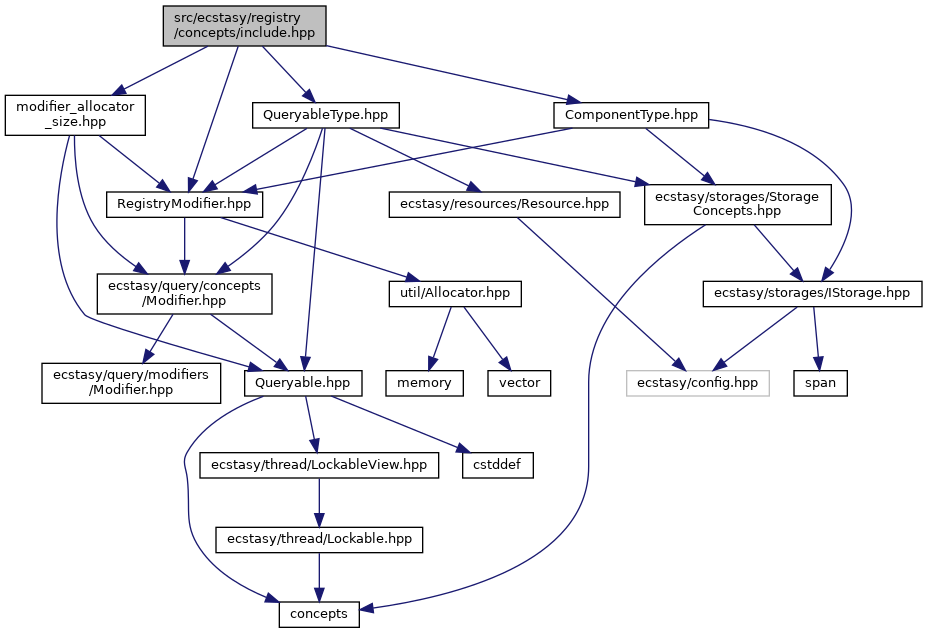 src/ecstasy/registry
/concepts/include.hpp
modifier_allocator
_size.hpp
QueryableType.hpp
ComponentType.hpp
RegistryModifier.hpp
ecstasy/resources/Resource.hpp
ecstasy/storages/Storage
Concepts.hpp
ecstasy/query/concepts
/Modifier.hpp
util/Allocator.hpp
ecstasy/storages/IStorage.hpp
ecstasy/query/modifiers
/Modifier.hpp
Queryable.hpp
memory
vector
ecstasy/config.hpp
span
ecstasy/thread/LockableView.hpp
cstddef
ecstasy/thread/Lockable.hpp
concepts